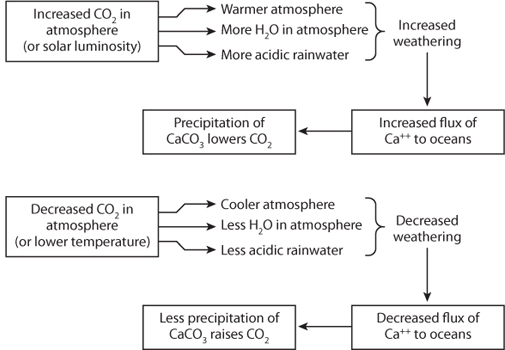 Increased CO₂ in
atmosphere
(or solar luminosity)
Warmer atmosphere
More H₂O in atmosphere
More acidic rainwater
Increased
weathering
Precipitation of
CaCO₃ lowers CO₂
Increased flux of
Ca⁺⁺ to oceans
Decreased CO₂ in
atmosphere
(or lower temperature)
Cooler atmosphere
Less H₂O in atmosphere
Less acidic rainwater
Decreased
weathering
Less precipitation of
CaCO₃ raises CO₂
Decreased flux of
Ca⁺⁺ to oceans